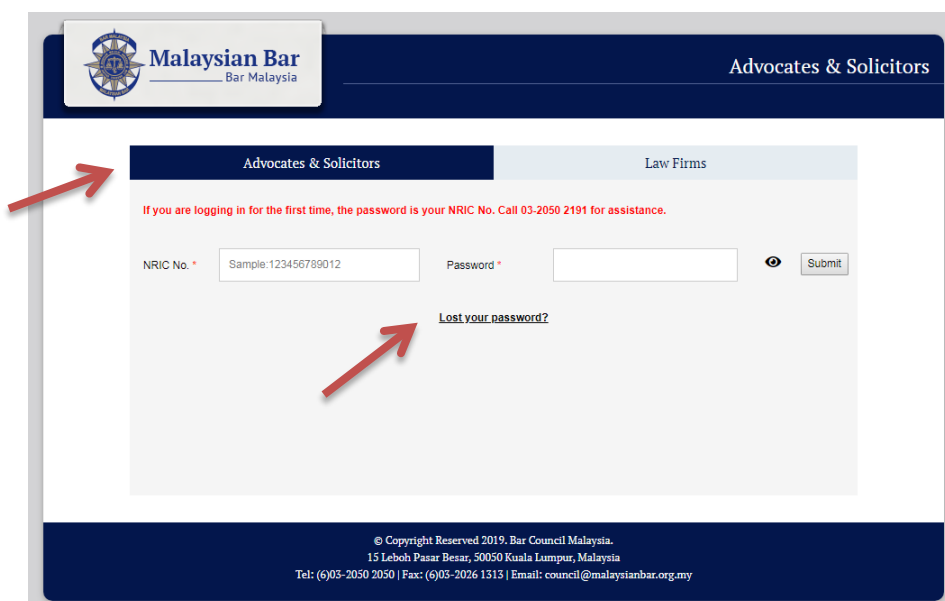 Malaysian Bar
Bar Malaysia
Advocates & Solicitors
Advocates & Solicitors
Law Firms
If you are logging in for the first time, the password is your NRIC No. Call 03-2050 2191 for assistance.
NRIC No. * Sample:123456789012 Password * Submit
Lost your password?
© Copyright Reserved 2019. Bar Council Malaysia.
15 Leboh Pasar Besar, 50050 Kuala Lumpur, Malaysia
Tel: (6)03-2050 2050 | Fax: (6)03-2026 1313 | Email: council@malaysianbar.org.my